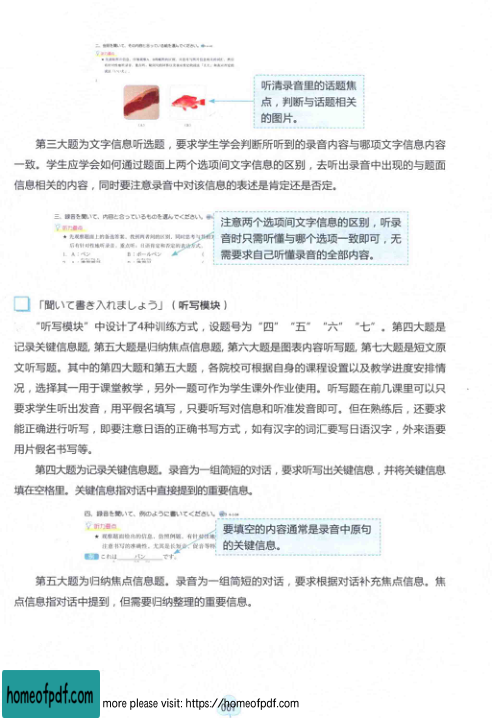 二、録音を聞いて、その内容と合っている絵を選んでください。
听力要点
听清录音里的话题焦
点，判断与话题相关
的图片。
(A)
(B)
第三大题为文字信息听选题，要求学生学会判断所听到的录音内容与哪项文字信息内容
一致。学生应学会如何通过题面上两个选项间文字信息的区别，去听出录音中出现的与题面
信息相关的内容，同时要注意录音中对该信息的表述是肯定还是否定。
三、録音を聞いて、内容と合っているものを選んでください。
听力要点
注意两个选项间文字信息的区别，听录
音时只需听懂与哪个选项一致即可，无
需要求自己听懂录音的全部内容。
1. A：ペン B：ボールペン
「聞いて書き入れましょう」（听写模块）
“听写模块”中设计了4种训练方式，设题号为“四”“五”“六”“七”。第四大题是
记录关键信息题, 第五大题是归纳焦点信息题, 第六大题是图表内容听写题, 第七大题是短文原
文听写题。其中的第四大题和第五大题，各院校可根据自身的课程设置以及教学进度安排情
况，选择其一用于课堂教学，另外一题可作为学生课外作业使用。听写题在前几课里可以只
要求学生听出发音，用平假名填写，只要听写对信息和听准发音即可。但在熟练后，还要求
能正确进行听写，即要注意日语的正确书写方式，如有汉字的词汇要写日语汉字，外来语要
用片假名书写等。
第四大题为记录关键信息题。录音为一组简短的对话，要求听写出关键信息，并将关键信息
填在空格里。关键信息指对话中直接提到的重要信息。
四、録音を聞いて、例のように書いてください。
听力要点
要填空的内容通常是录音中原句
的关键信息。
例 これは ペン です。
第五大题为归纳焦点信息题。录音为一组简短的对话，要求根据对话补充焦点信息。焦
点信息指对话中提到，但需要归纳整理的重要信息。
homeofpdf.com
more please visit: https://homeofpdf.com
001